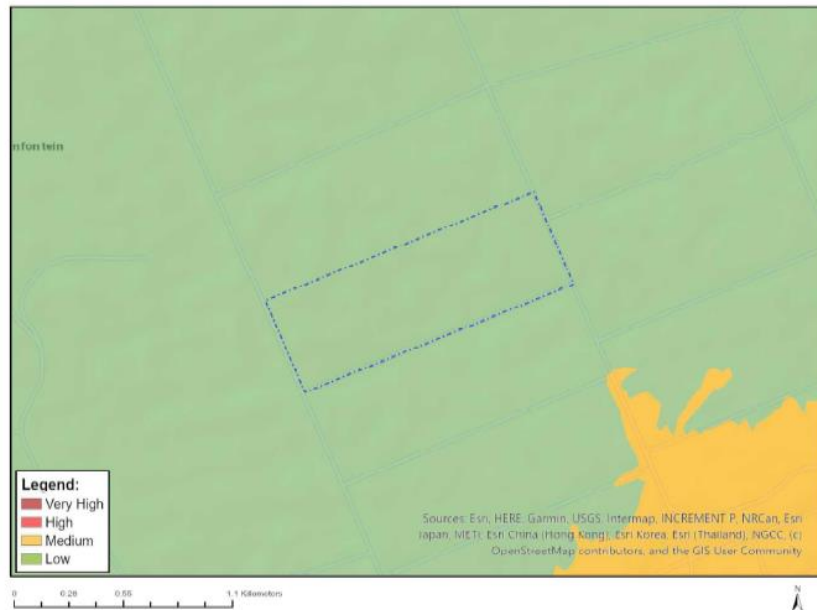 nfontein
Legend:
Very High
High
Medium
Low
Sources: Esri, HERE, Garmin, USGS, Intermap, INCREMENT P, NRCan, Esri
Japan, METI, Esri China (Hong Kong), Esri Korea, Esri (Thailand), NGCC, (c)
OpenStreetMap contributors, and the GIS User Community
0 0.28 0.55 1.1 Kilometers
N